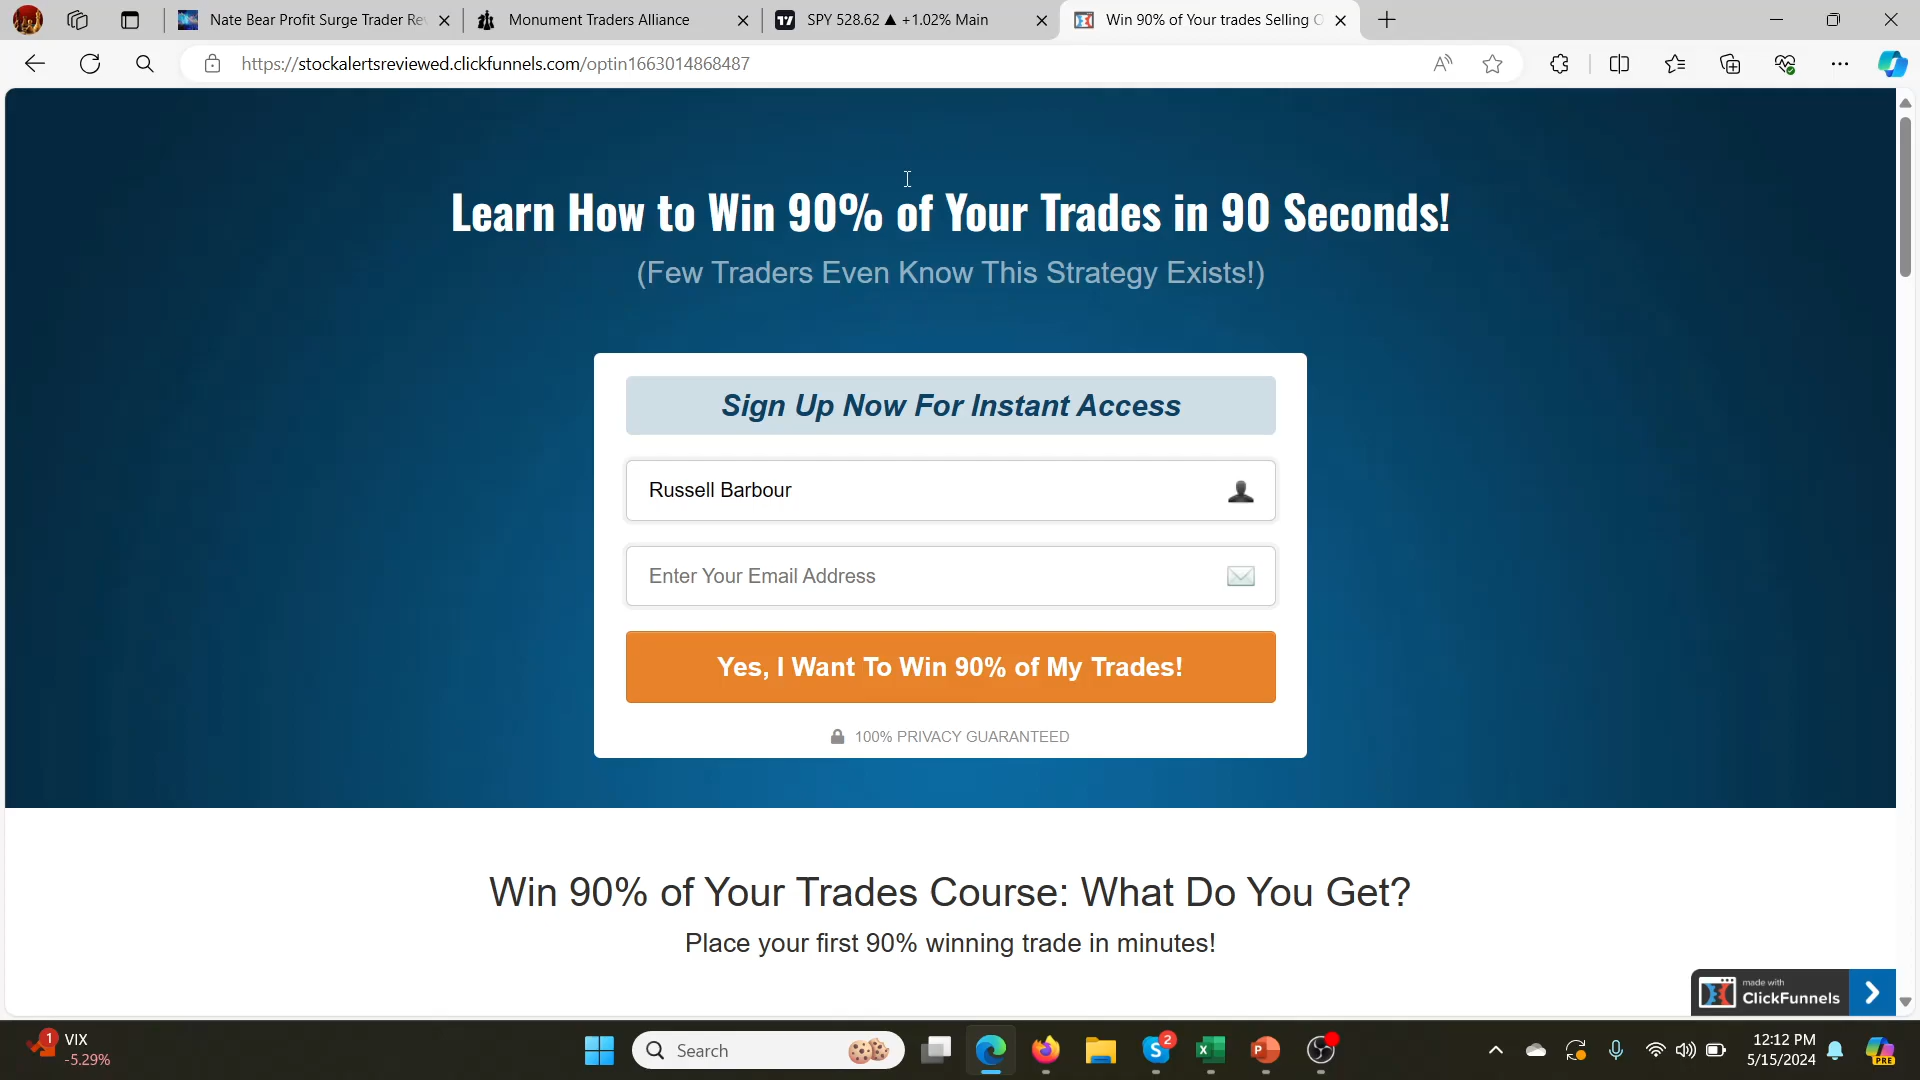 Nate Bear Profit Surge Trader Re
Monument Traders Alliance
SPY 528.62 ▲ +1.02% Main
Win 90% of Your trades Selling O
https://stockalertsreviewed.clickfunnels.com/optin1663014868487
Learn How to Win 90% of Your Trades in 90 Seconds!
(Few Traders Even Know This Strategy Exists!)
Sign Up Now For Instant Access
Russell Barbour
Enter Your Email Address
Yes, I Want To Win 90% of My Trades!
100% PRIVACY GUARANTEED
Win 90% of Your Trades Course: What Do You Get?
Place your first 90% winning trade in minutes!
made with
ClickFunnels
1
VIX
-5.29%
Search
2
12:12 PM
5/15/2024
PRE